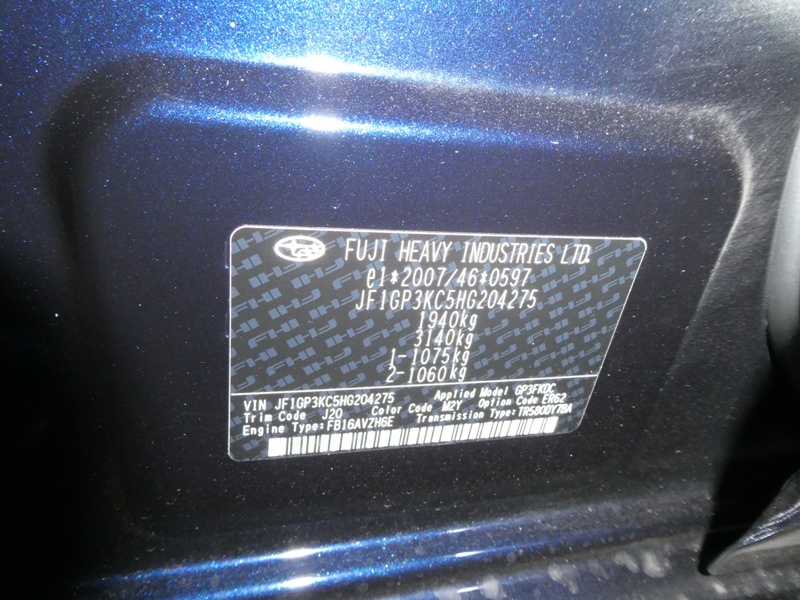 FUJI HEAVY INDUSTRIES LTD.
e1*2007/46*0597
JF1GP3KC5HG204275
1940kg
3140kg
1-1075kg
2-1060kg
VIN JF1GP3KC5HG204275 Applied Model GP3FKDC
Trim Code J20 Color Code M2Y Option Code ER62
Engine Type: FB16AVZH6E Transmission Type: TR580DY7BA